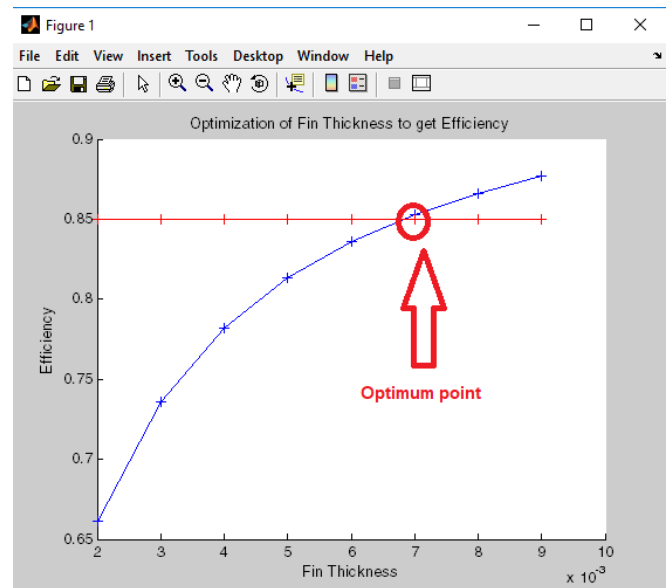 Figure 1
File Edit View Insert Tools Desktop Window Help
Optimization of Fin Thickness to get Efficiency
0.9
0.85
0.8
0.75
0.7
0.65
Efficiency
Optimum point
2 3 4 5 6 7 8 9 10
Fin Thickness
x 10⁻³